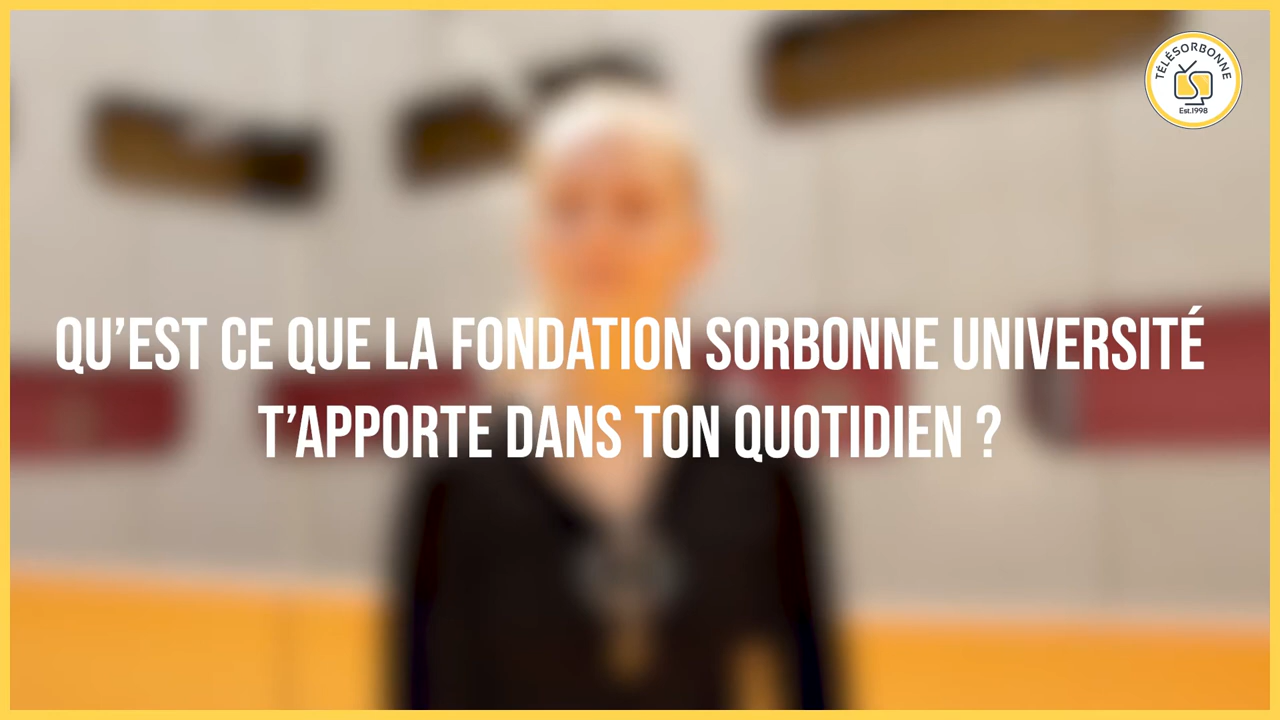 TÉLÉSORBONNE
Est.1998
QU'EST CE QUE LA FONDATION SORBONNE UNIVERSITÉ
T'APPORTE DANS TON QUOTIDIEN ?